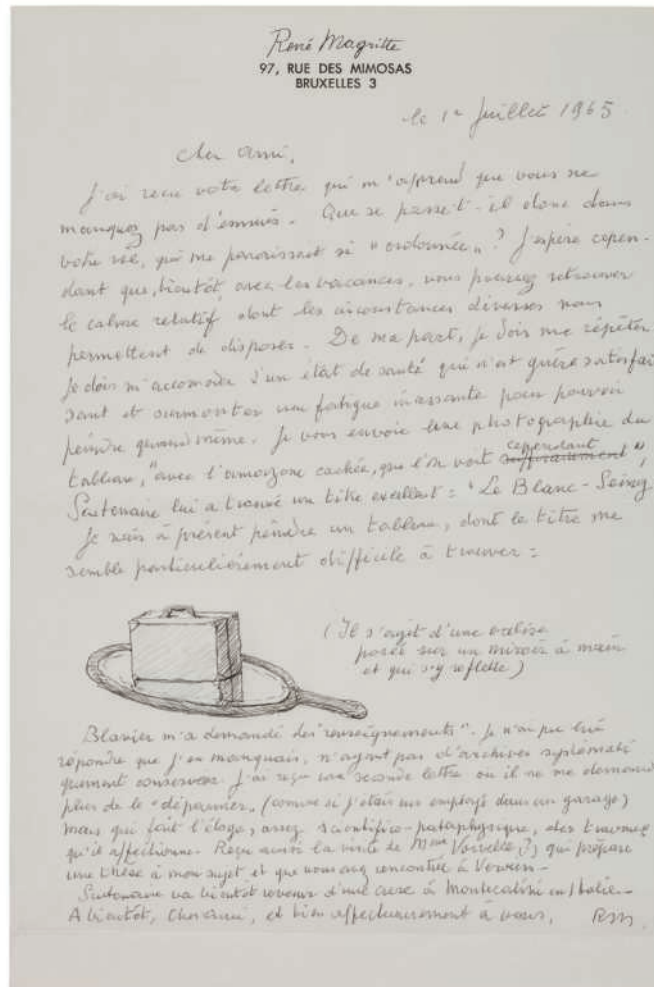 René Magritte
97, RUE DES MIMOSAS
BRUXELLES 3
le 1er Juillet 1965
cher ami,
J'ai reçu votre lettre qui m'apprend que vous ne
manquez pas d'ennuis. Que se passe-t-il donc dans
votre vie, qui me paraissait si "ordonnée"? J'espère cepen-
dant que, bientôt, avec les vacances, vous pourrez retrouver
le calme relatif dont les circonstances diverses nous
permettent de disposer. De ma part, je dois me répéter
je dois m'accomoder d'un état de santé qui n'est guère satisfai
sant et surmonter une fatigue incessante pour pouvoir
peindre quand même. Je vous envoie une photographie du
tableau, "avec l'amazone cachée, que l'on voit cependant",
Scutenaire lui a trouvé un titre excellent : "Le Blanc-Seing
Je vais à présent peindre un tableau, dont le titre me
semble particulièrement difficile à trouver :
(Il s'agit d'une valise
posée sur un miroir à main
et qui s'y reflette)
Blavier m'a demandé des "renseignements". Je n'ai pu lui
répondre que j'en manquais, n'ayant pas d'archives systémati
quement conservées. J'ai reçu une seconde lettre où il ne me demand
plus de le "dépanner" (comme si j'étais un employé dans un garage)
mais qui fait l'éloge, assez scientifico-pataphysique, des
qu'il affectionne. Reçu aussi la visite de Mme Vovelle (?) qui prépare
une thèse à mon sujet et que vous avez rencontrée à
Scutenaire va bientôt revenir d'une cure à Montecatini en Italie.
A bientôt, cher ami, et bien affectueusement à vous, RM